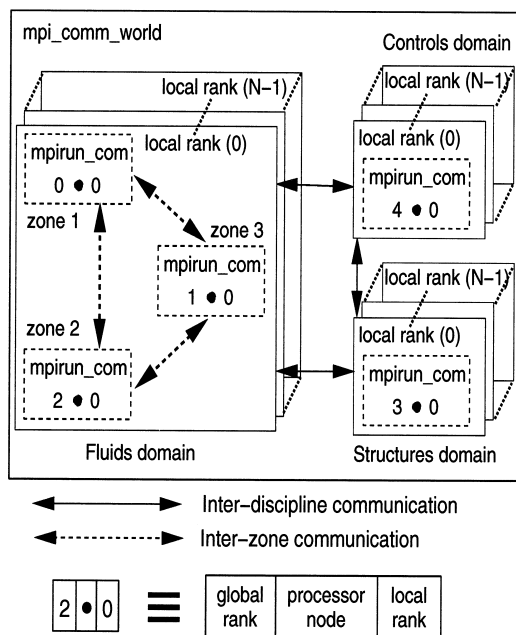 mpi_comm_world
Controls domain
local rank (N−1)
local rank (0)
mpirun_com
0 • 0
zone 1
zone 3
mpirun_com
1 • 0
zone 2
mpirun_com
2 • 0
Fluids domain
local rank (N−1)
local rank (0)
mpirun_com
4 • 0
local rank (N−1)
local rank (0)
mpirun_com
3 • 0
Structures domain
Inter−discipline communication
Inter−zone communication
2 • 0 ≡ global rank processor node local rank